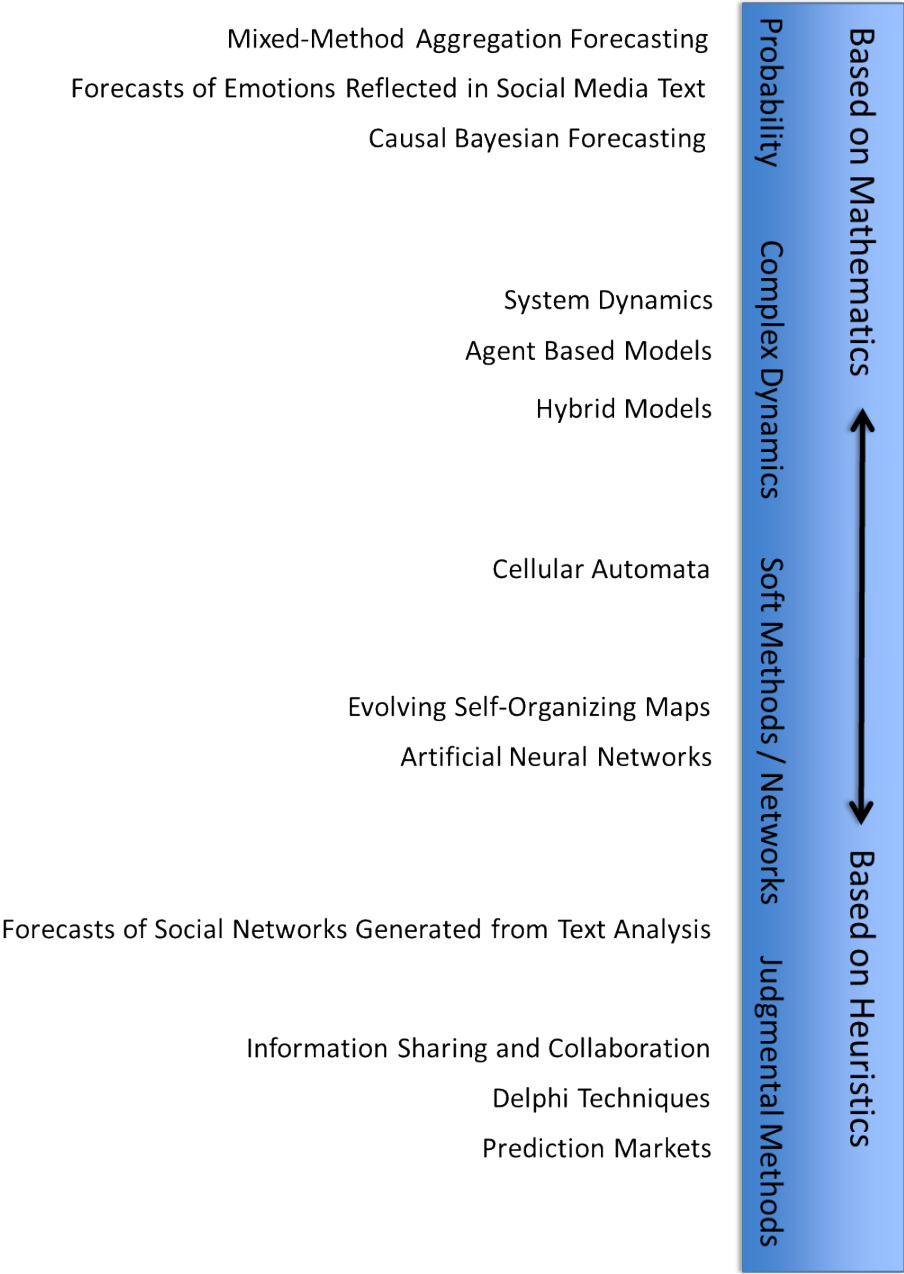 Mixed-Method Aggregation Forecasting
Forecasts of Emotions Reflected in Social Media Text
Causal Bayesian Forecasting
System Dynamics
Agent Based Models
Hybrid Models
Cellular Automata
Evolving Self-Organizing Maps
Artificial Neural Networks
Forecasts of Social Networks Generated from Text Analysis
Information Sharing and Collaboration
Delphi Techniques
Prediction Markets
Probability
Complex Dynamics
Soft Methods / Networks
Judgmental Methods
Based on Mathematics
Based on Heuristics